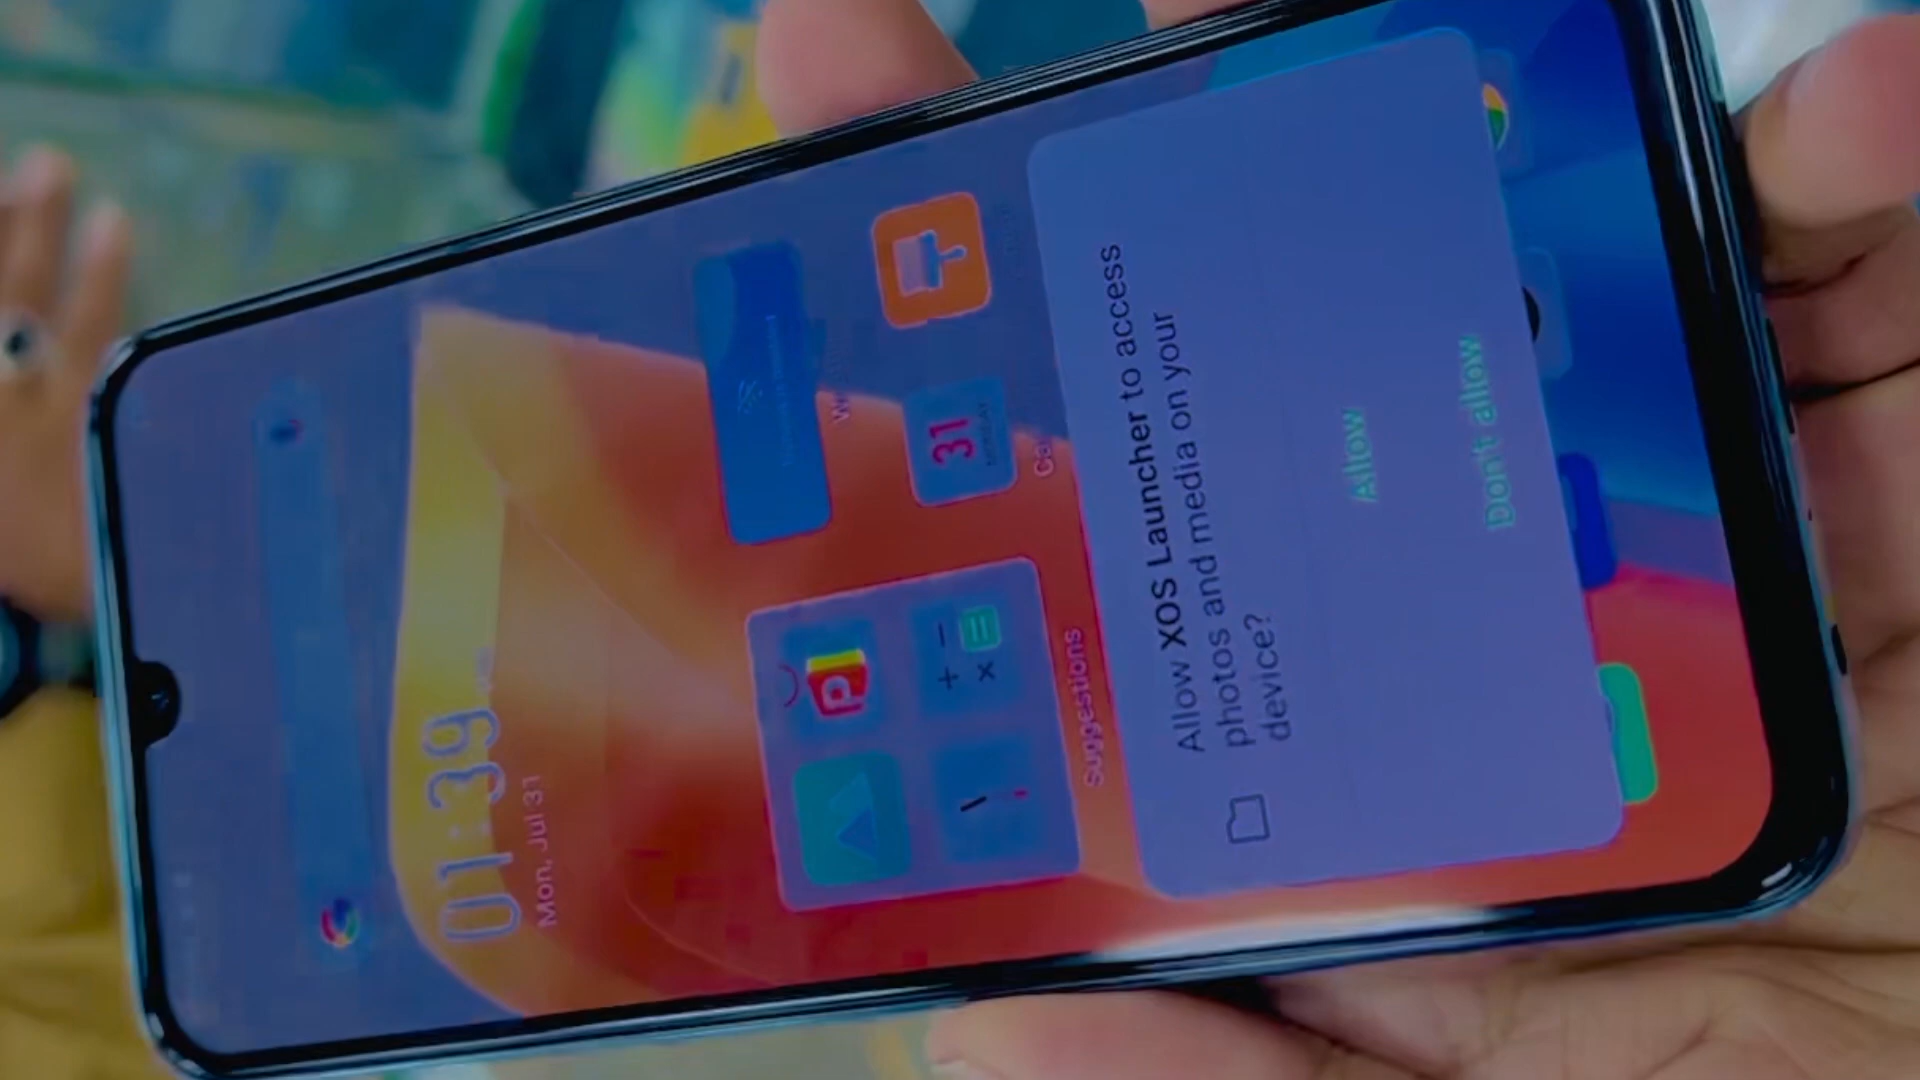 01:39
Mon, Jul 31
31
MONDAY
Suggestions
Allow XOS Launcher to access
photos and media on your
device?
Allow
Don't allow